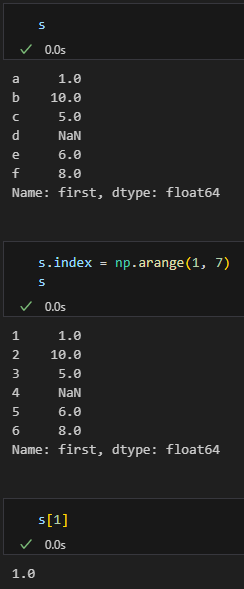 s
0.0s
a 1.0
b 10.0
c 5.0
d NaN
e 6.0
f 8.0
Name: first, dtype: float64
s.index = np.arange(1, 7)
s
0.0s
1 1.0
2 10.0
3 5.0
4 NaN
5 6.0
6 8.0
Name: first, dtype: float64
s[1]
0.0s
1.0